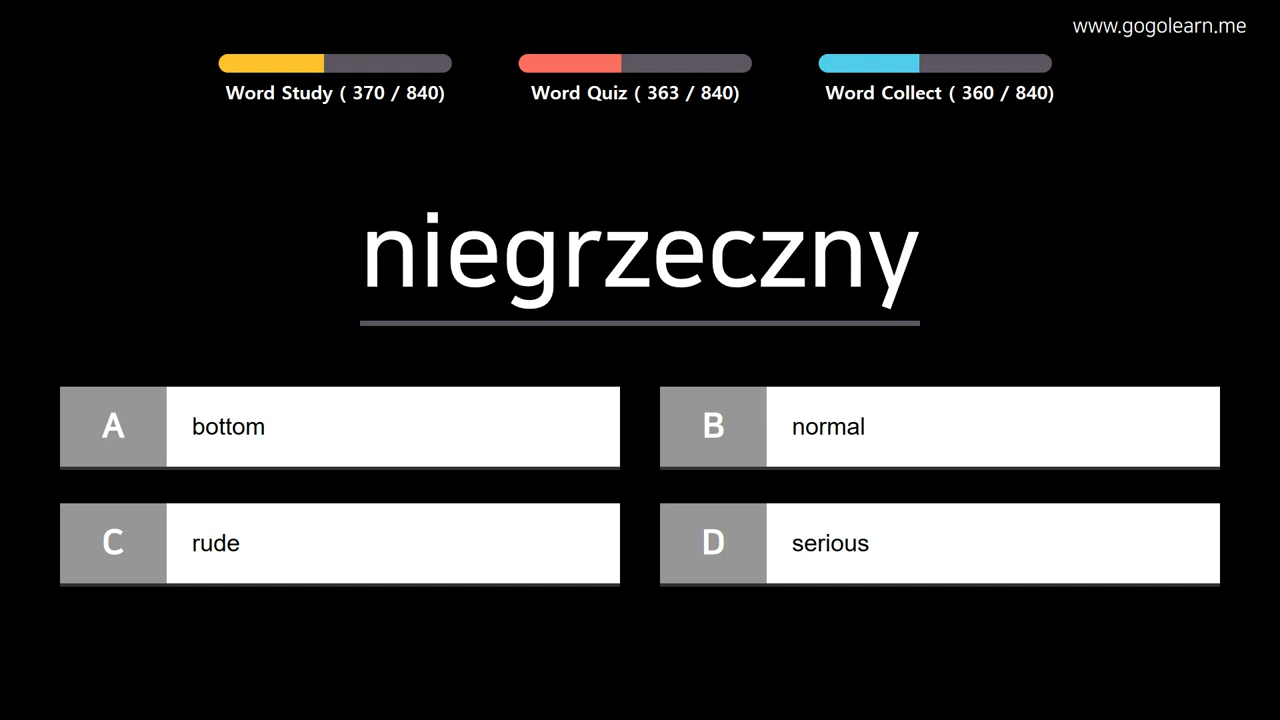 www.gogolearn.me
Word Study ( 370 / 840)
Word Quiz ( 363 / 840)
Word Collect ( 360 / 840)
niegrzeczny
A bottom
B normal
C rude
D serious